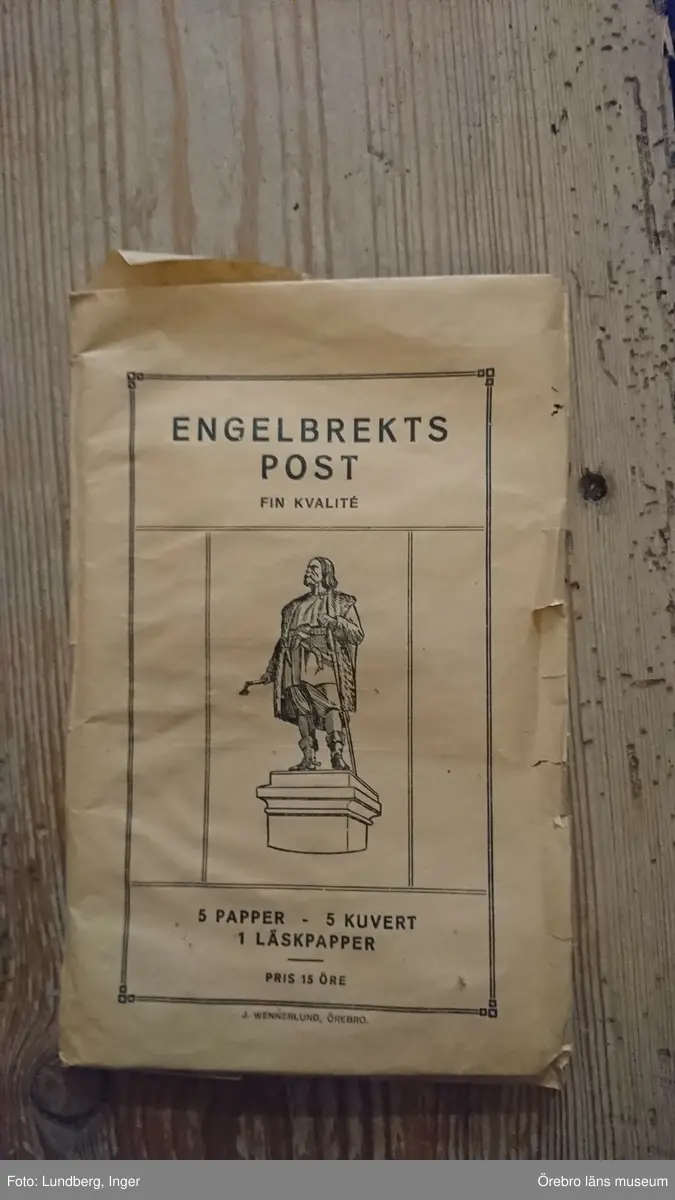 ENGELBREKTS
POST
FIN KVALITÉ
5 PAPPER - 5 KUVERT
1 LÄSKPAPPER
PRIS 15 ÖRE
J. WENNERLUND, ÖREBRO.
Foto: Lundberg, Inger
Örebro läns museum